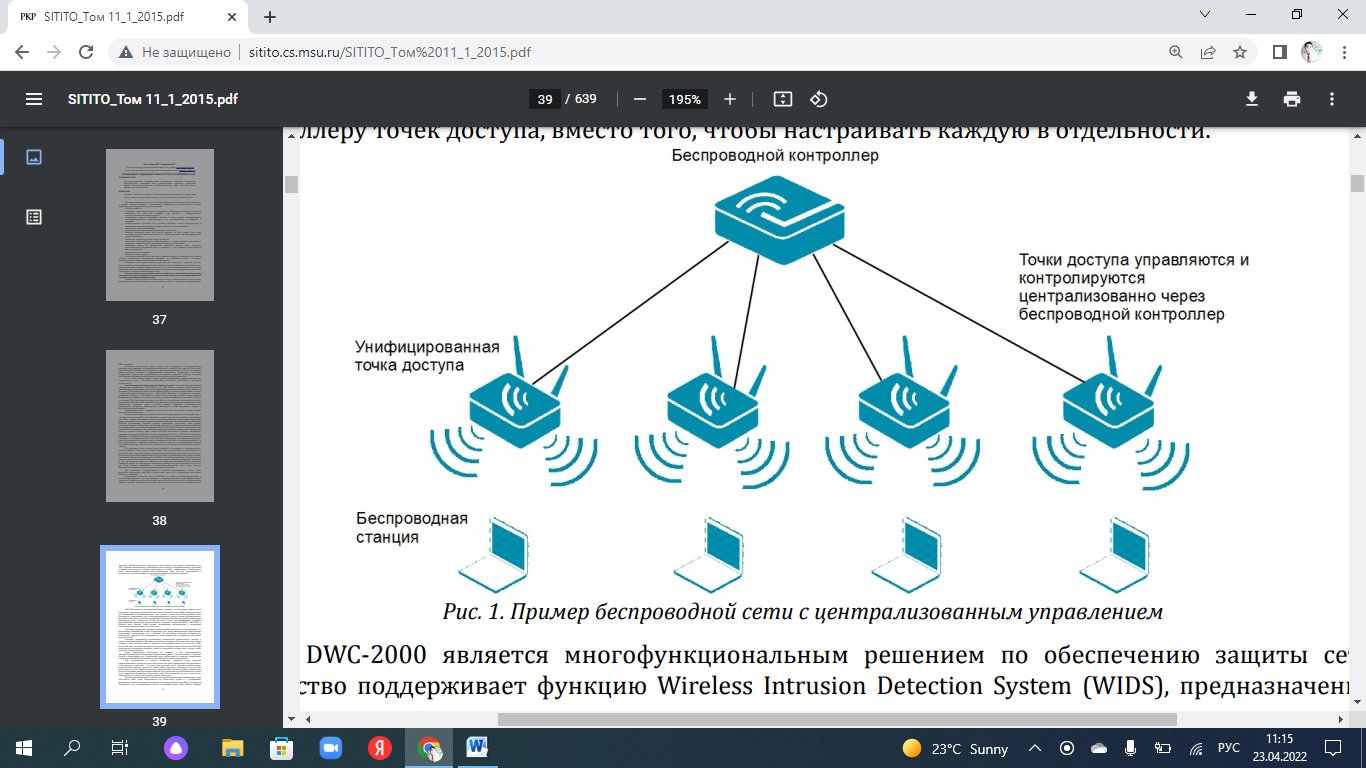 SITITO_Том 11_1_2015.pdf
Не защищено
sitito.cs.msu.ru/SITITO_Том%2011_1_2015.pdf
SITITO_Том 11_1_2015.pdf
39 / 639
195%
ллеру точек доступа, вместо того, чтобы настраивать каждую в отдельности.
Беспроводной контроллер
Точки доступа управляются и
контролируются
централизованно через
беспроводной контроллер
Унифицированная
точка доступа
Беспроводная
станция
Рис. 1. Пример беспроводной сети с централизованным управлением
DWC-2000 является многофункциональным решением по обеспечению защиты се
ство поддерживает функцию Wireless Intrusion Detection System (WIDS), предназначен
37
38
39
23°C Sunny
РУС
11:15
23.04.2022